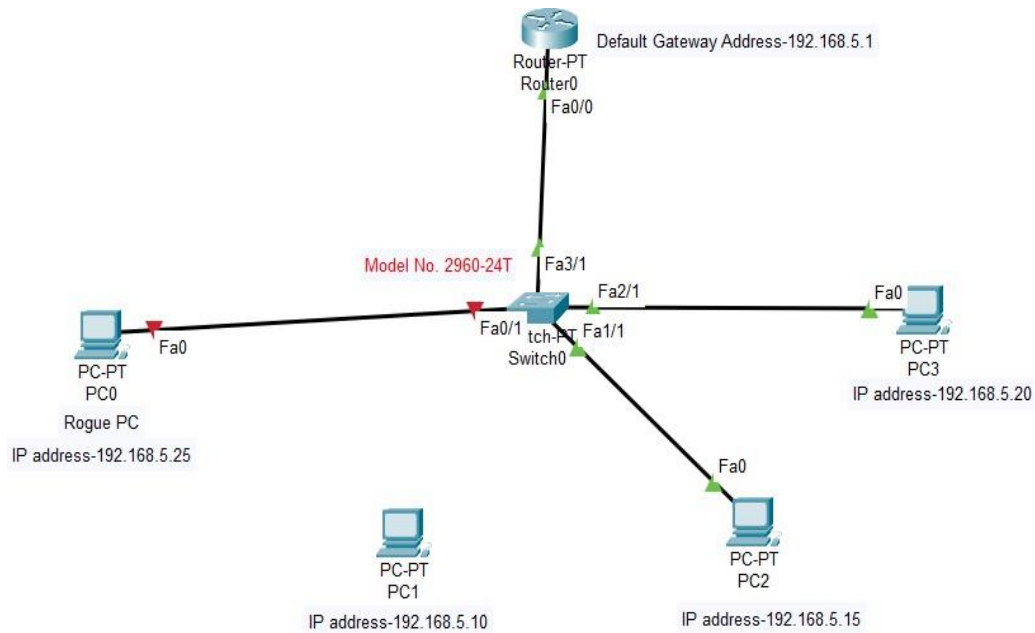 Default Gateway Address-192.168.5.1
Router-PT
Router0
Fa0/0
Model No. 2960-24T
Fa3/1
Fa2/1
Fa0
Fa0/1
Fa1/1
tch-PT
Switch0
Fa0
PC-PT
PC0
Rogue PC
IP address-192.168.5.25
PC-PT
PC3
IP address-192.168.5.20
Fa0
PC-PT
PC1
IP address-192.168.5.10
PC-PT
PC2
IP address-192.168.5.15